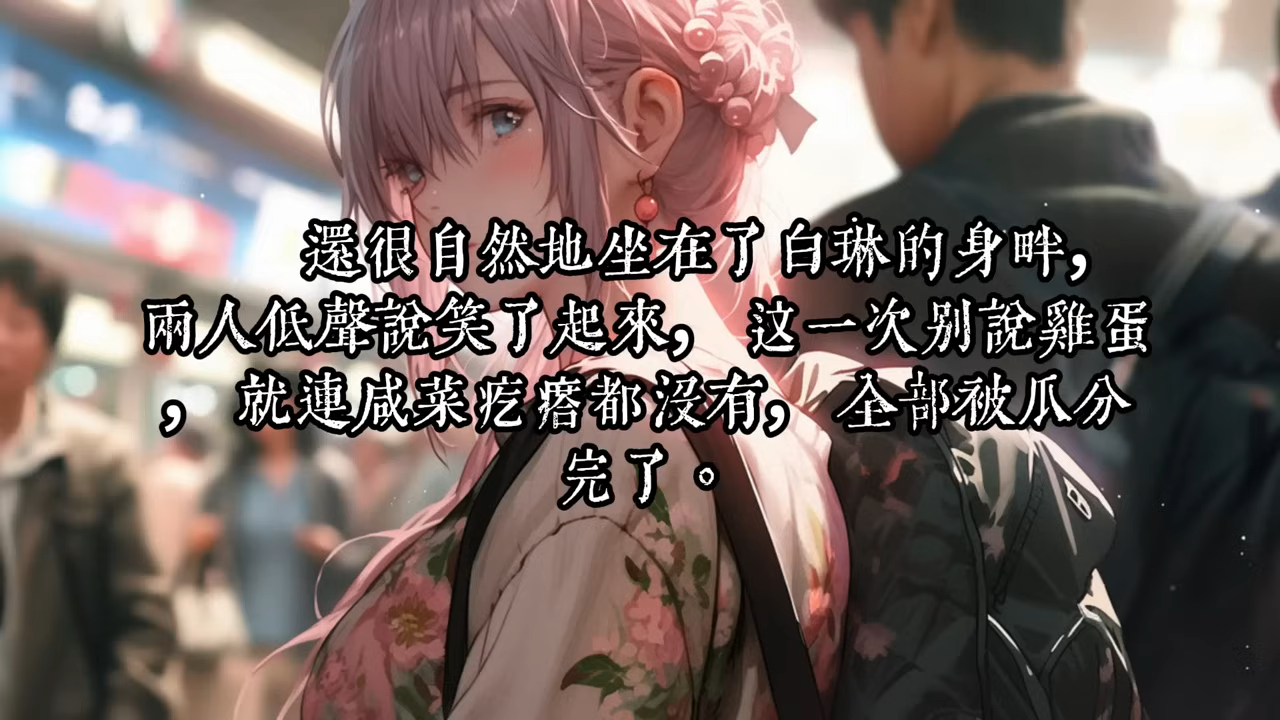 還很自然地坐在了白琳的身畔,
兩人低聲說笑了起來, 这一次别說雞蛋
, 就連咸菜疙瘩都没有, 全部被瓜分
完了。